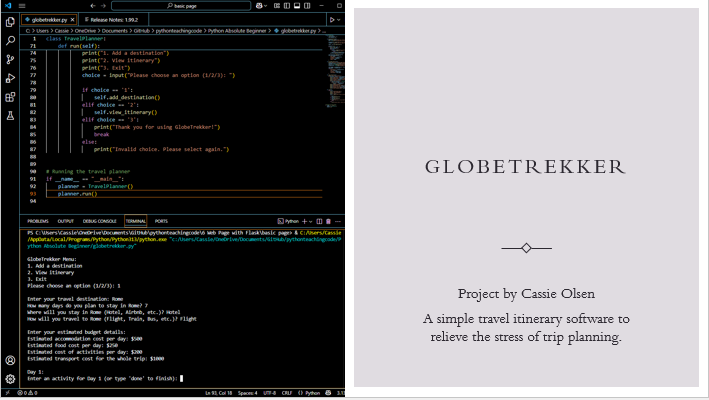 basic page
globetrekker.py
Release Notes: 1.99.2
C: > Users > Cassie > OneDrive > Documents > GitHub > pythonteachingcode > Python Absolute Beginner > globetrekker.py > ...
1 class TravelPlanner:
73 def run(self):
74 print("1. Add a destination")
75 print("2. View itinerary")
76 print("3. Exit")
77 choice = input("Please choose an option (1/2/3): ")
78
79 if choice == '1':
80 self.add_destination()
81 elif choice == '2':
82 self.view_itinerary()
83 elif choice == '3':
84 print("Thank you for using GlobeTrekker!")
85 break
86 else:
87 print("Invalid choice. Please select again.")
88
89
90 # Running the travel planner
91 if __name__ == "__main__":
92 planner = TravelPlanner()
93 planner.run()
94
PROBLEMS OUTPUT DEBUG CONSOLE TERMINAL PORTS
Python
PS C:\Users\Cassie\OneDrive\Documents\GitHub\pythonteachingcode\6 Web Page with Flask\basic page> & C:/Users/Cassie
/AppData/Local/Programs/Python/Python313/python.exe "c:/Users/Cassie/OneDrive/Documents/GitHub/pythonteachingcode/P
ython Absolute Beginner/globetrekker.py"
GlobeTrekker Menu:
1. Add a destination
2. View itinerary
3. Exit
Please choose an option (1/2/3): 1
Enter your travel destination: Rome
How many days do you plan to stay in Rome? 7
Where will you stay in Rome (Hotel, Airbnb, etc.)? Hotel
How will you travel to Rome (Flight, Train, Bus, etc.)? Flight
Enter your estimated budget details:
Estimated accommodation cost per day: $500
Estimated food cost per day: $250
Estimated cost of activities per day: $200
Estimated transport cost for the whole trip: $1000
Day 1:
Enter an activity for Day 1 (or type 'done' to finish):
0 0 Ln 93, Col 18 Spaces: 4 UTF-8 CRLF Python
GLOBETREKKER
Project by Cassie Olsen
A simple travel itinerary software to
relieve the stress of trip planning.